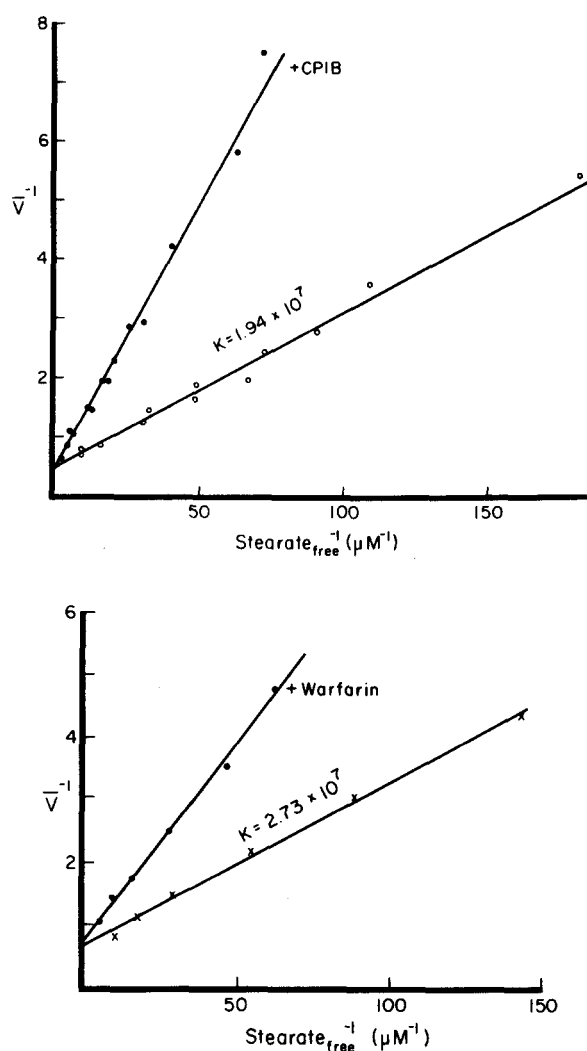 8
+CPIB
6
V̄⁻¹
4
K=1.94 x 10⁷
2
50
100
150
Stearate_free⁻¹ (μM⁻¹)
6
+ Warfarin
4
V̄⁻¹
K = 2.73 x 10⁷
2
50
100
150
Stearate_free⁻¹ (μM⁻¹)